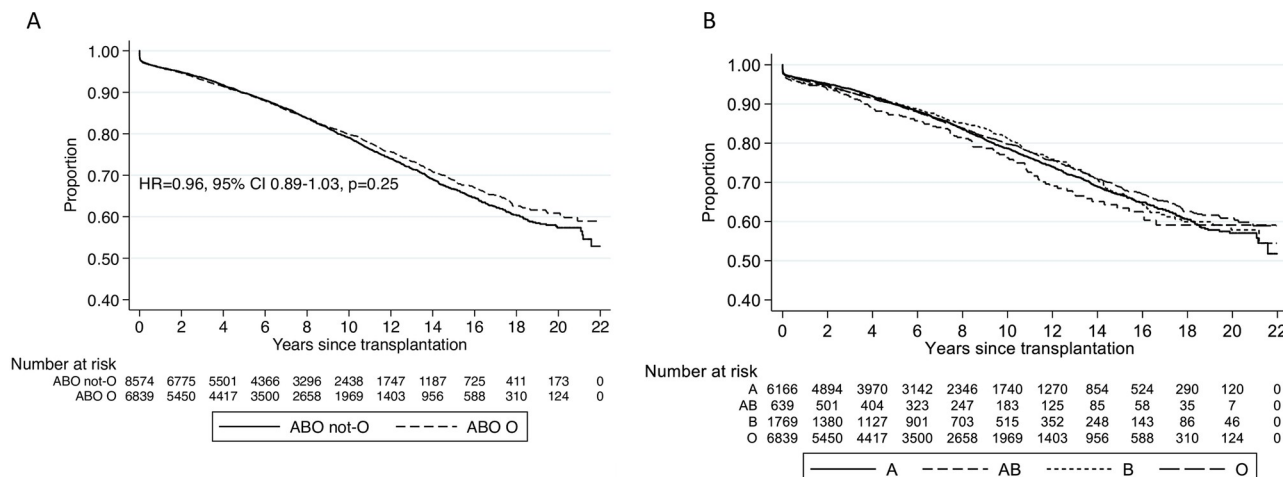 A
1.00
0.90
0.80
0.70
0.60
0.50
0.40
Proportion
HR=0.96, 95% CI 0.89-1.03, p=0.25
0 2 4 6 8 10 12 14 16 18 20 22
Years since transplantation
Number at risk
ABO not-O 8574 6775 5501 4366 3296 2438 1747 1187 725 411 173 0
ABO O 6839 5450 4417 3500 2658 1969 1403 956 588 310 124 0
ABO not-O ABO O
B
1.00
0.90
0.80
0.70
0.60
0.50
0.40
Proportion
0 2 4 6 8 10 12 14 16 18 20 22
Years since transplantation
Number at risk
A 6166 4894 3970 3142 2346 1740 1270 854 524 290 120 0
AB 639 501 404 323 247 183 125 85 58 35 7 0
B 1769 1380 1127 901 703 515 352 248 143 86 46 0
O 6839 5450 4417 3500 2658 1969 1403 956 588 310 124 0
A AB B O